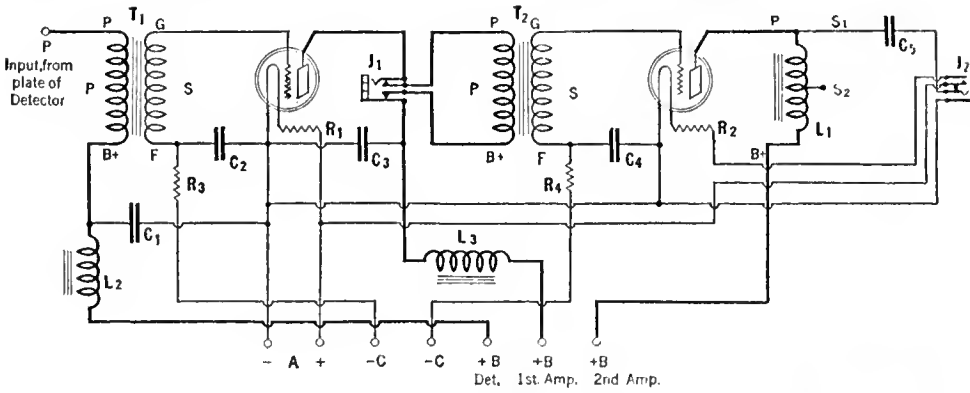 T1
T2
P G
P G
P S1
P
C5
Input, from
plate of
Detector
J1
J2
P S
P S
S2
R1
R2
L1
B+ F
C2
C3
B+ F
C4
B+
R3
R4
C1
L3
L2
- A + -C -C +B +B +B
Det. 1st. Amp. 2nd Amp.